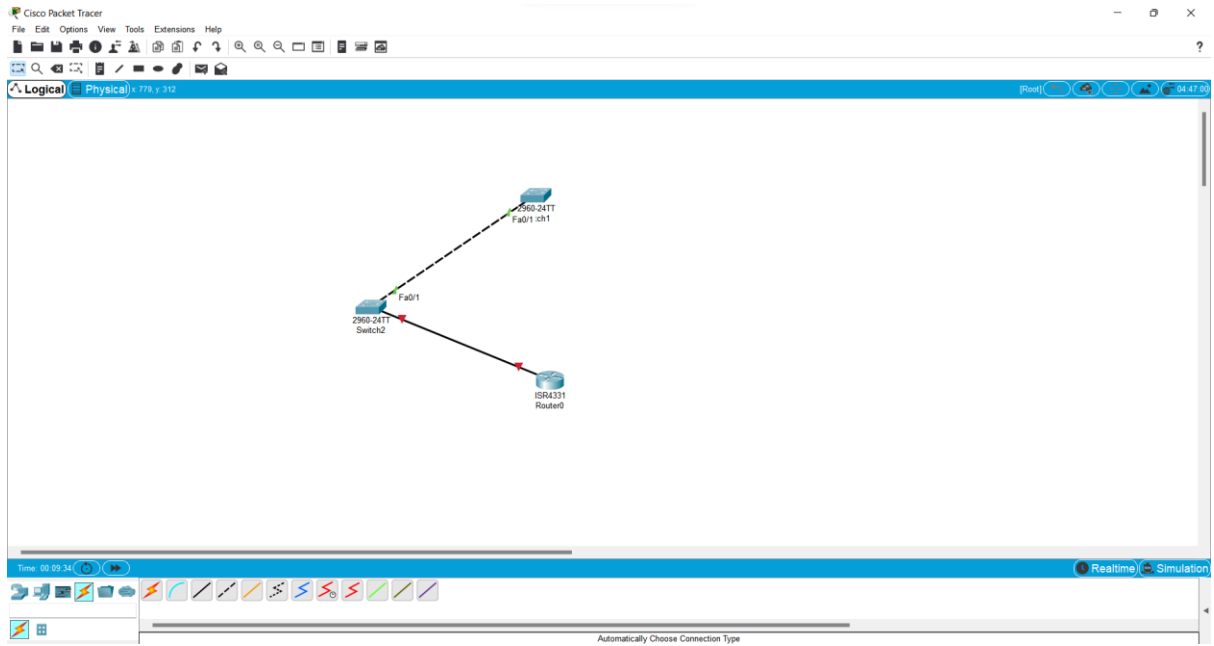 Cisco Packet Tracer
File Edit Options View Tools Extensions Help
?
Logical Physical x: 779, y: 312 [Root] 04:47:00
2960-24TT
Fa0/1 :ch1
Fa0/1
2960-24TT
Switch2
ISR4331
Router0
Time: 00:09:34 Realtime Simulation
Automatically Choose Connection Type